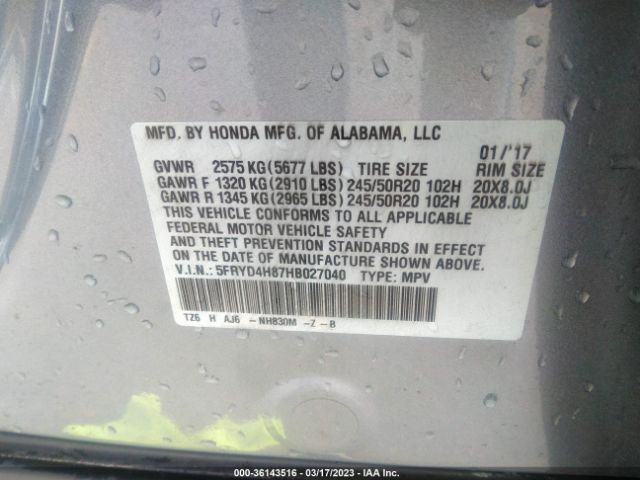 MFD. BY HONDA MFG. OF ALABAMA, LLC
01/'17
GVWR 2575 KG (5677 LBS) TIRE SIZE RIM SIZE
GAWR F 1320 KG (2910 LBS) 245/50R20 102H 20X8.0J
GAWR R 1345 KG (2965 LBS) 245/50R20 102H 20X8.0J
THIS VEHICLE CONFORMS TO ALL APPLICABLE
FEDERAL MOTOR VEHICLE SAFETY
AND THEFT PREVENTION STANDARDS IN EFFECT
ON THE DATE OF MANUFACTURE SHOWN ABOVE.
V.I.N.: 5FRYD4H87HB027040 TYPE: MPV
TZ6 H AJ6 - NH830M -Z -B
000-36143516 — 03/17/2023 — IAA Inc.